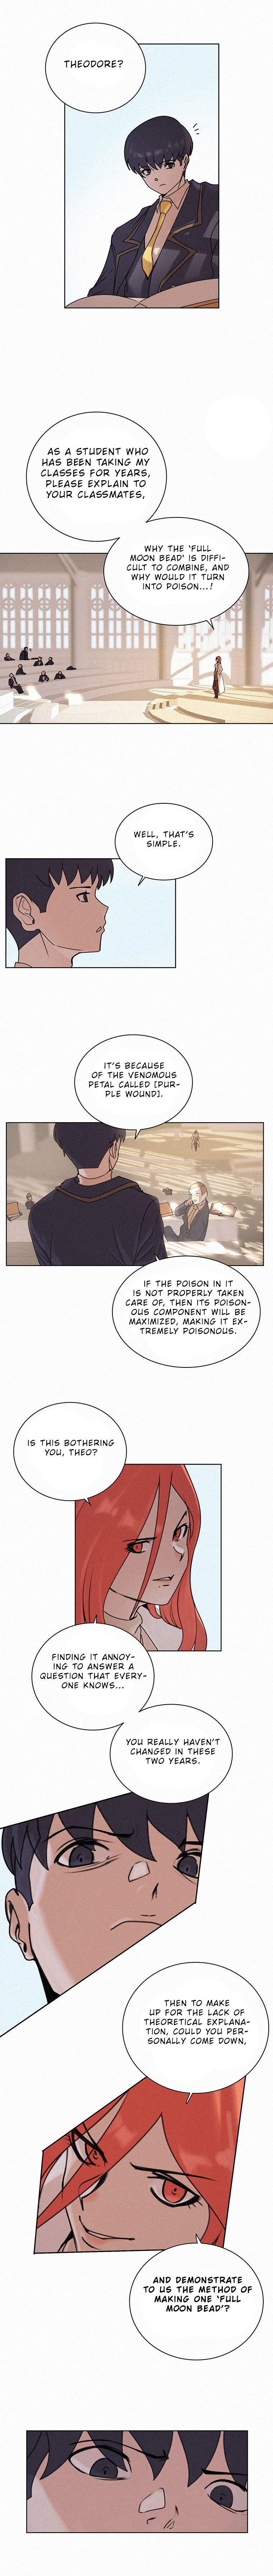 THEODORE?
AS A STUDENT WHO
HAS BEEN TAKING MY
CLASSES FOR YEARS,
PLEASE EXPLAIN TO
YOUR CLASSMATES,
WHY THE 'FULL
MOON BEAD' IS DIFFI-
CULT TO COMBINE, AND
WHY WOULD IT TURN
INTO POISON...!
WELL, THAT'S
SIMPLE.
IT'S BECAUSE
OF THE VENOMOUS
PETAL CALLED [PUR-
PLE WOUND].
IF THE POISON IN IT
IS NOT PROPERLY TAKEN
CARE OF, THEN ITS POISON-
OUS COMPONENT WILL BE
MAXIMIZED, MAKING IT EX-
TREMELY POISONOUS.
IS THIS BOTHERING
YOU, THEO?
FINDING IT ANNOY-
ING TO ANSWER A
QUESTION THAT EVERY-
ONE KNOWS...
YOU REALLY HAVEN'T
CHANGED IN THESE
TWO YEARS.
THEN TO MAKE
UP FOR THE LACK OF
THEORETICAL EXPLANA-
TION, COULD YOU PER-
SONALLY COME DOWN,
AND DEMONSTRATE
TO US THE METHOD OF
MAKING ONE 'FULL
MOON BEAD'?